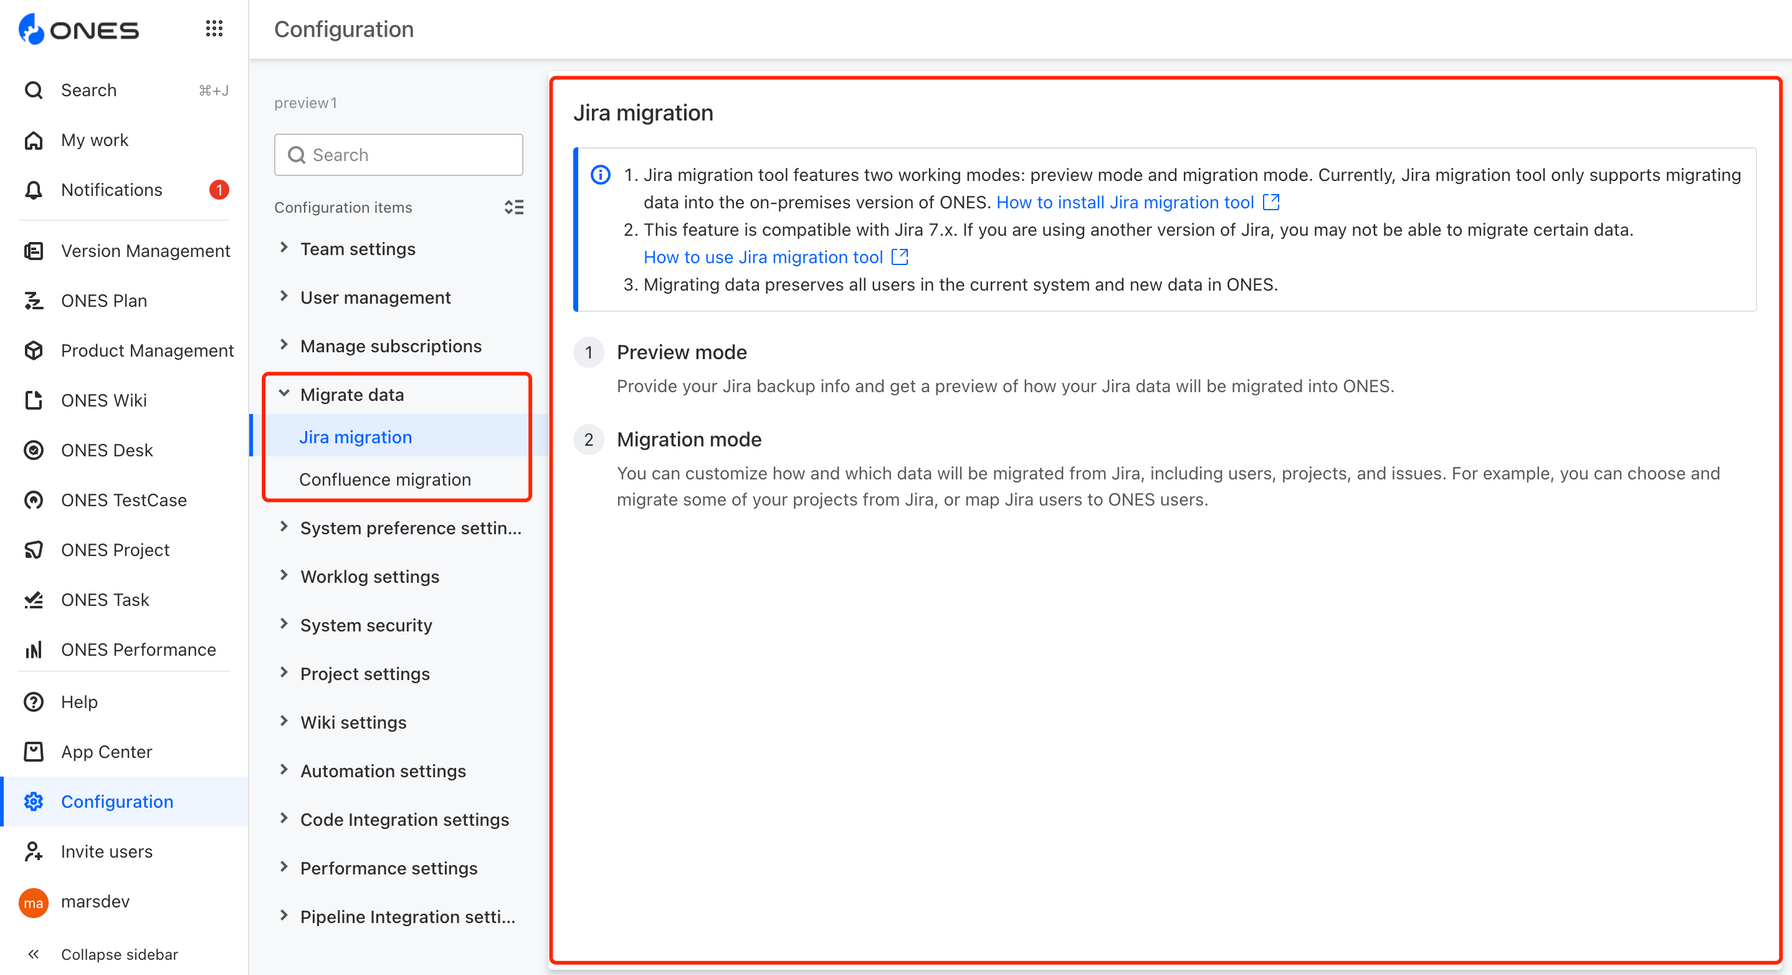 ONES
Search ⌘+J
My work
Notifications 1
Version Management
ONES Plan
Product Management
ONES Wiki
ONES Desk
ONES TestCase
ONES Project
ONES Task
ONES Performance
Help
App Center
Configuration
Invite users
ma marsdev
Collapse sidebar
Configuration
preview1
Search
Configuration items
Team settings
User management
Manage subscriptions
Migrate data
Jira migration
Confluence migration
System preference settin...
Worklog settings
System security
Project settings
Wiki settings
Automation settings
Code Integration settings
Performance settings
Pipeline Integration setti...
Jira migration
1. Jira migration tool features two working modes: preview mode and migration mode. Currently, Jira migration tool only supports migrating
data into the on-premises version of ONES. How to install Jira migration tool
2. This feature is compatible with Jira 7.x. If you are using another version of Jira, you may not be able to migrate certain data.
How to use Jira migration tool
3. Migrating data preserves all users in the current system and new data in ONES.
1 Preview mode
Provide your Jira backup info and get a preview of how your Jira data will be migrated into ONES.
2 Migration mode
You can customize how and which data will be migrated from Jira, including users, projects, and issues. For example, you can choose and
migrate some of your projects from Jira, or map Jira users to ONES users.